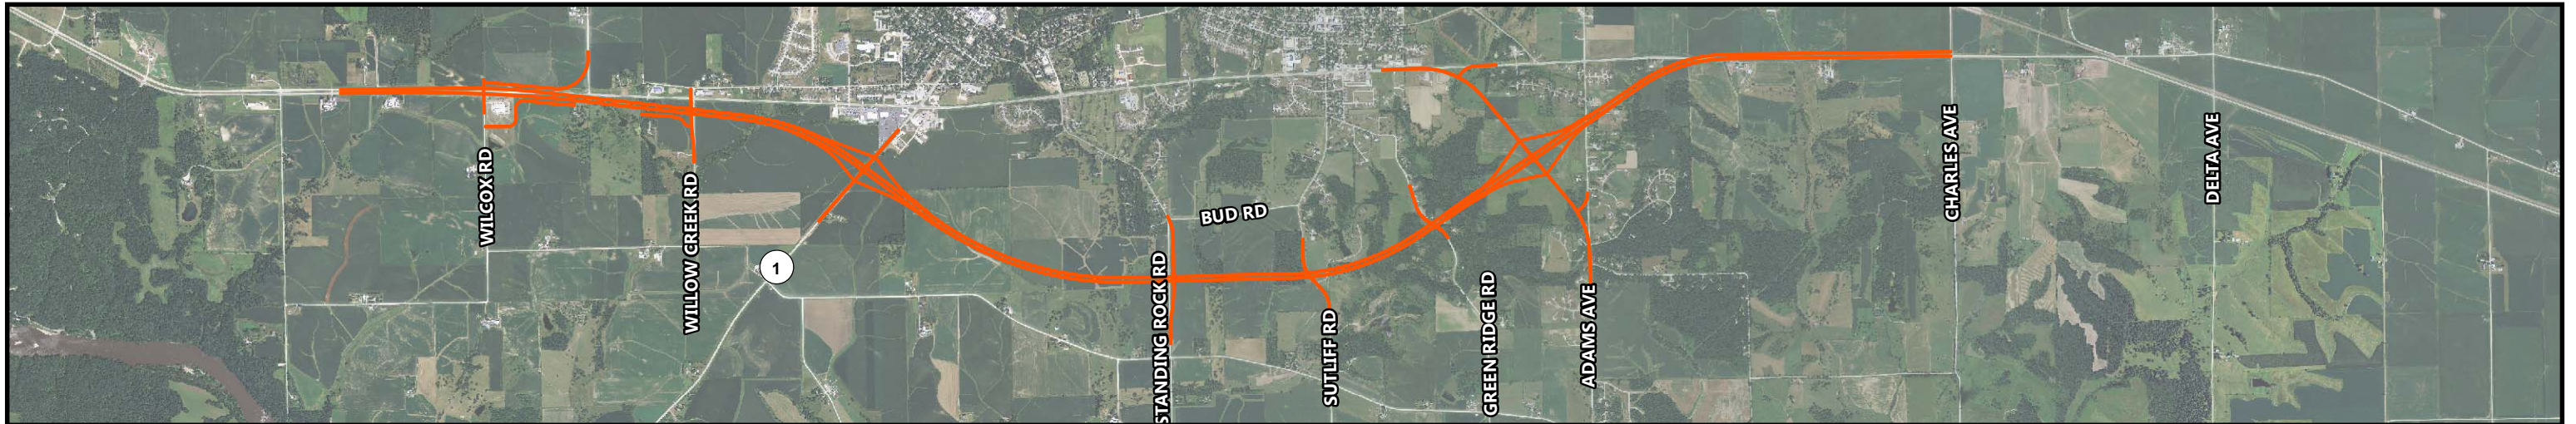 WILCOX RD
WILLOW CREEK RD
1
STANDING ROCK RD
BUD RD
SUTLIFF RD
GREEN RIDGE RD
ADAMS AVE
CHARLES AVE
DELTA AVE